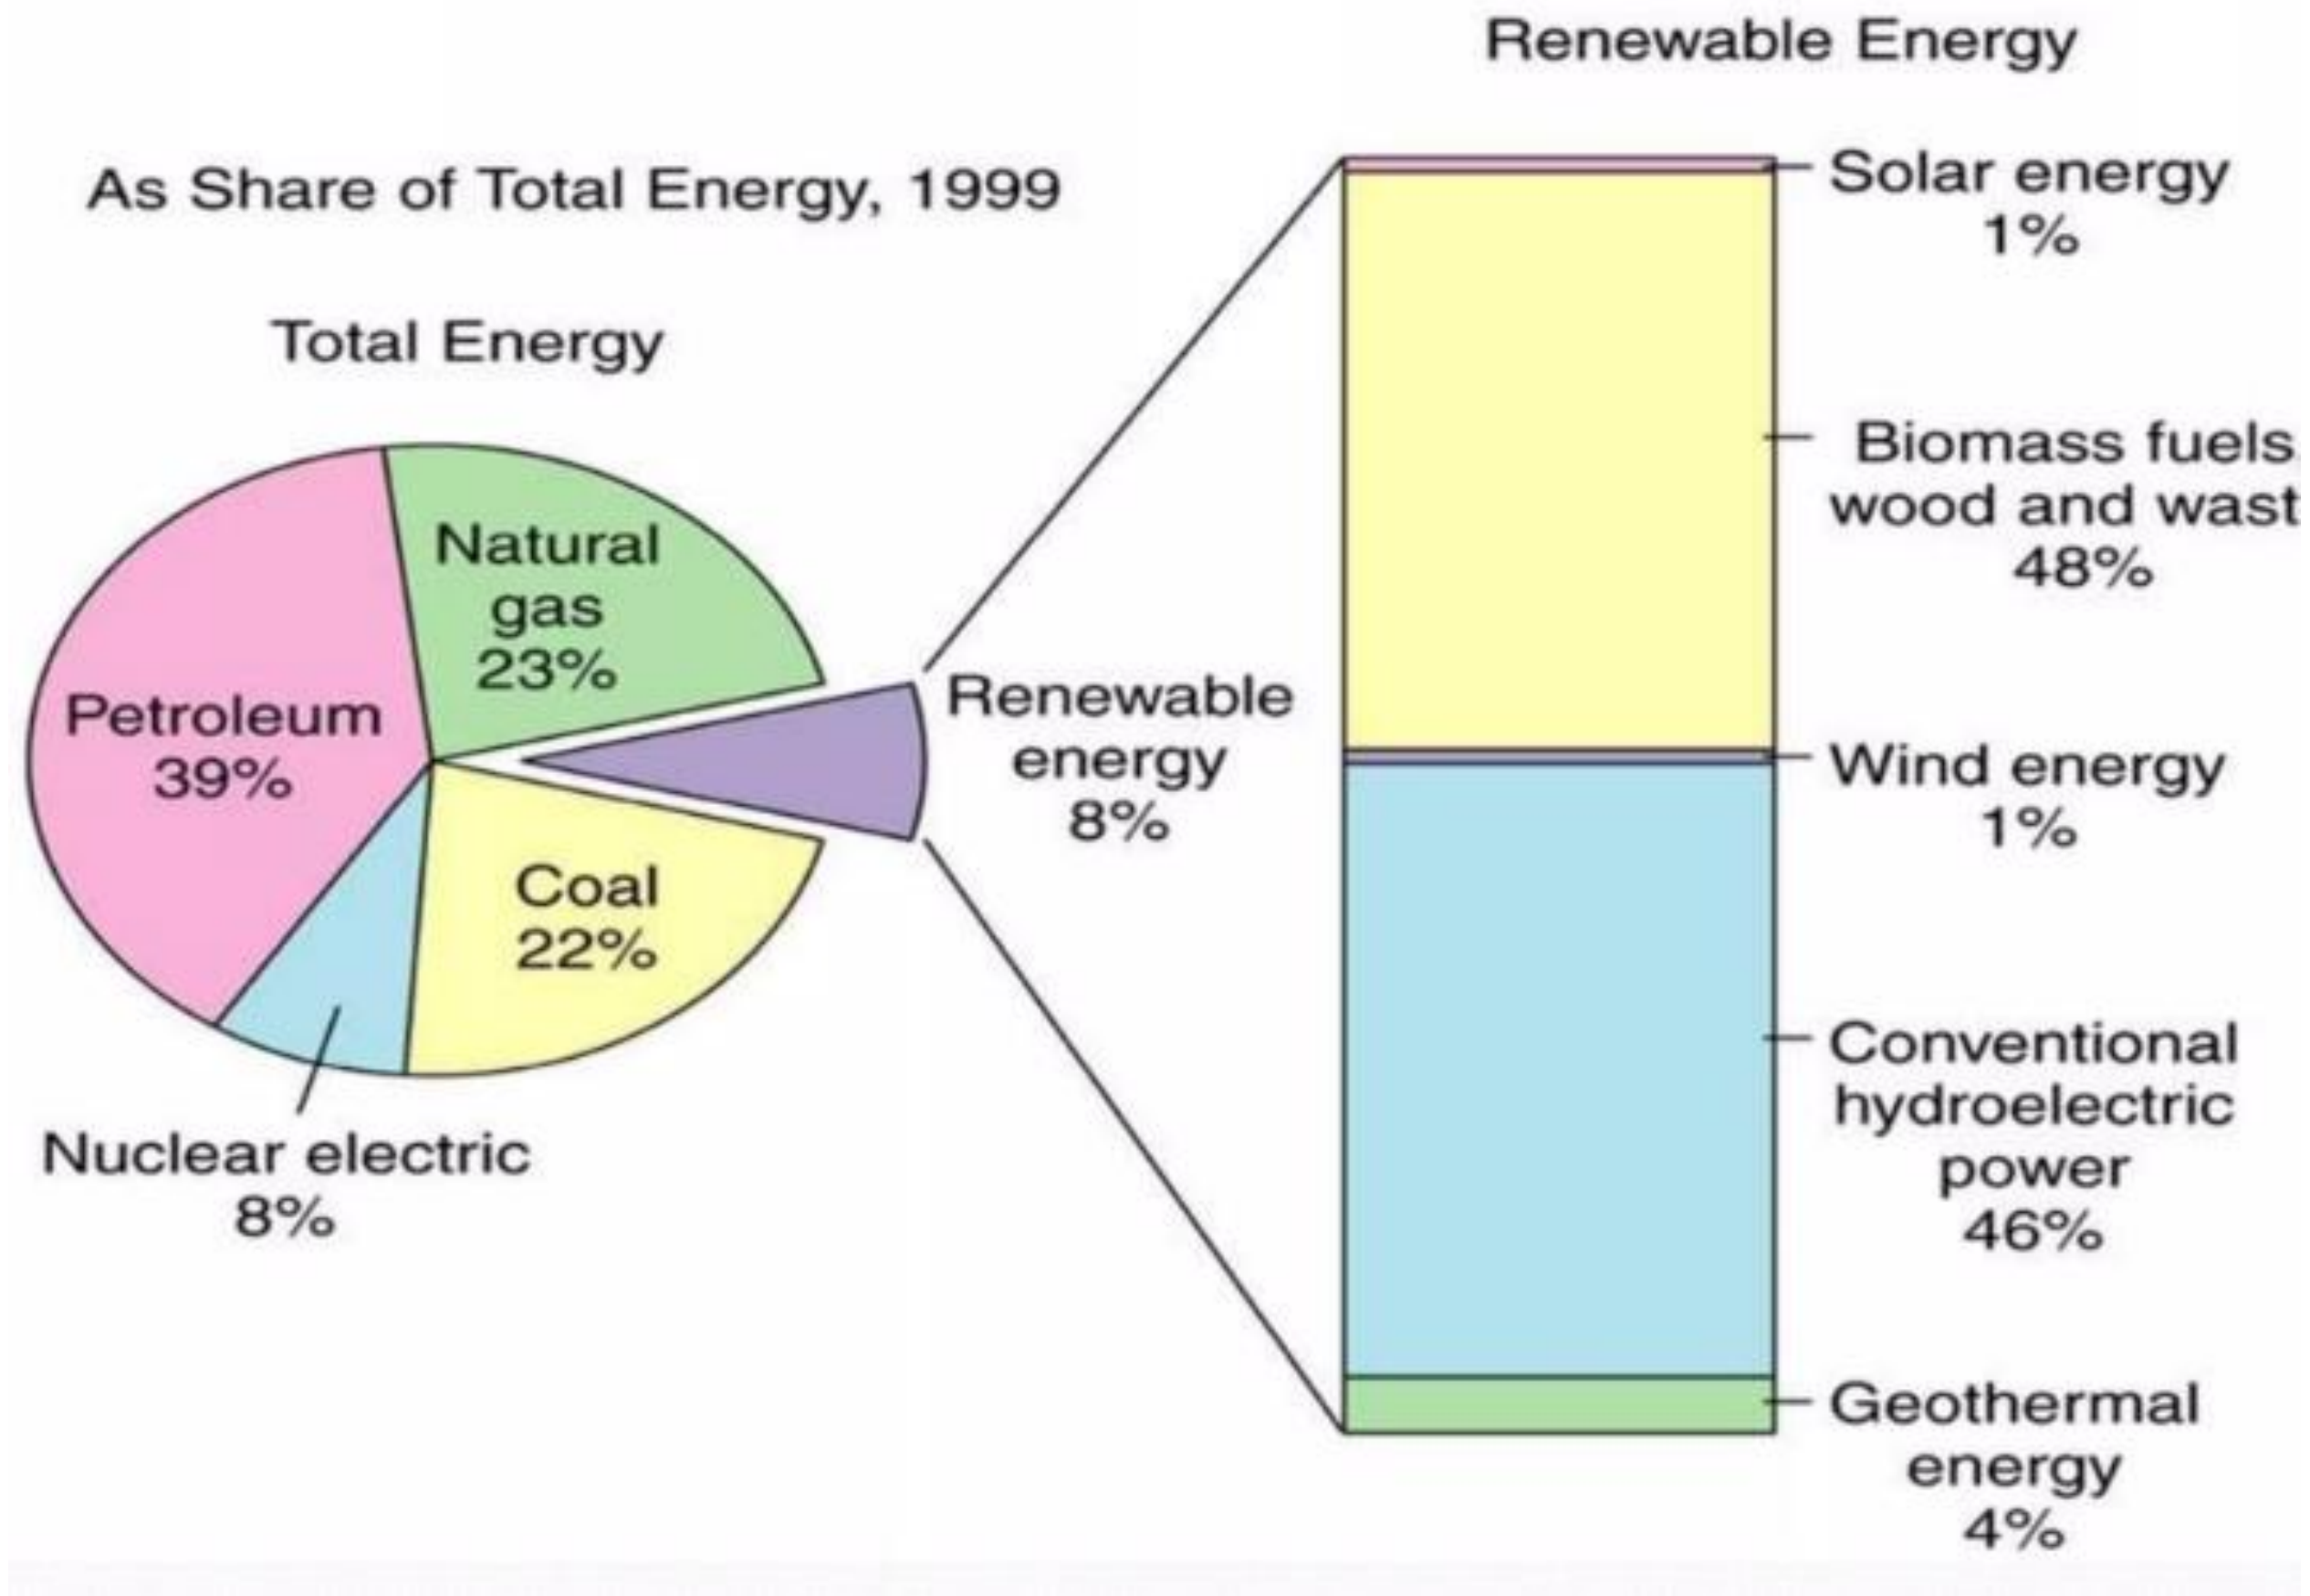 Renewable Energy
As Share of Total Energy, 1999
Total Energy
Natural
gas
23%
Petroleum
39%
Renewable
energy
8%
Coal
22%
Nuclear electric
8%
Solar energy
1%
Biomass fuels,
wood and wast
48%
Wind energy
1%
Conventional
hydroelectric
power
46%
Geothermal
energy
4%